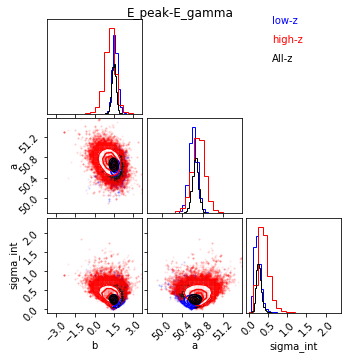 E_peak-E_gamma
low-z
high-z
All-z
a
51.2
50.8
50.4
50.0
sigma_int
2.0
1.5
1.0
0.5
0.0
−3.0 −1.5 0.0 1.5 3.0
50.0 50.4 50.8 51.2
0.0 0.5 1.0 1.5 2.0
b a sigma_int